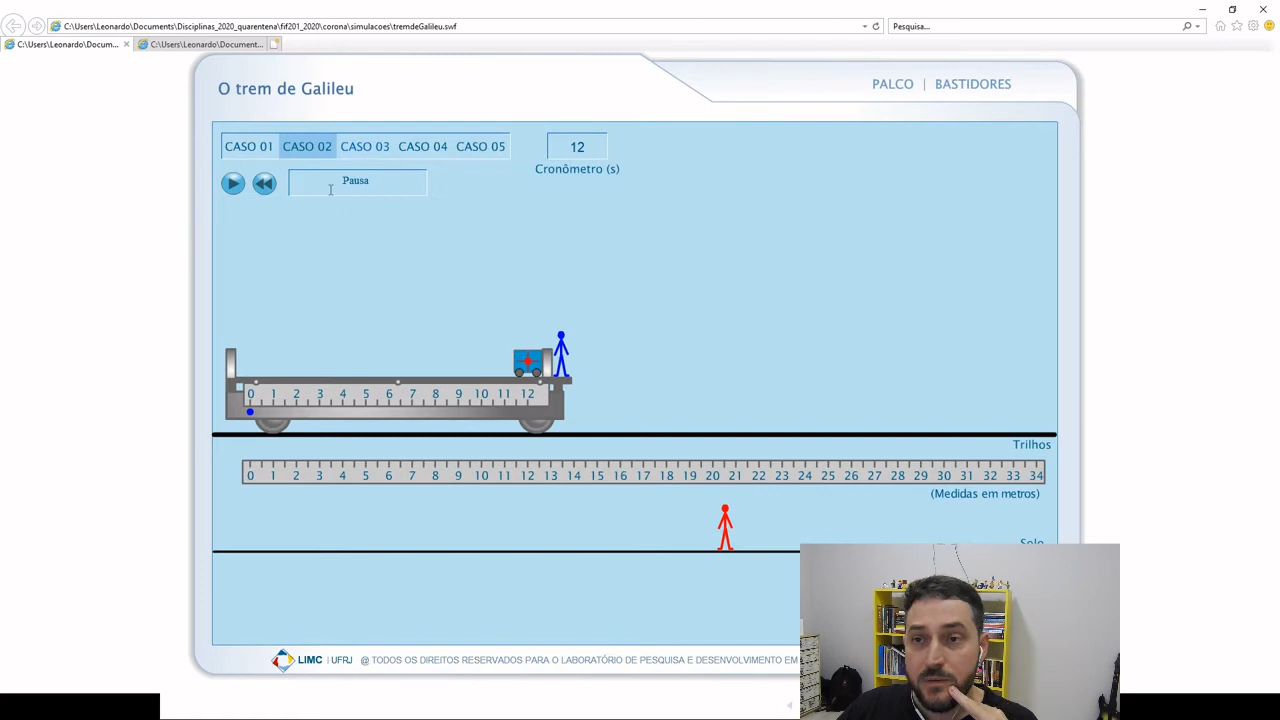 C:\Users\Leonardo\Documents\Disciplinas_2020_quarentena\fif201_2020\corona\simulacoes\tremdeGalileu.swf
Pesquisa...
C:\Users\Leonardo\Docum...
C:\Users\Leonardo\Document...
O trem de Galileu
PALCO | BASTIDORES
CASO 01 CASO 02 CASO 03 CASO 04 CASO 05
12
Cronômetro (s)
Pausa
0 1 2 3 4 5 6 7 8 9 10 11 12
Trilhos
0 1 2 3 4 5 6 7 8 9 10 11 12 13 14 15 16 17 18 19 20 21 22 23 24 25 26 27 28 29 30 31 32 33 34
(Medidas em metros)
Solo
LIMC | UFRJ @ TODOS OS DIREITOS RESERVADOS PARA O LABORATÓRIO DE PESQUISA E DESENVOLVIMENTO EM